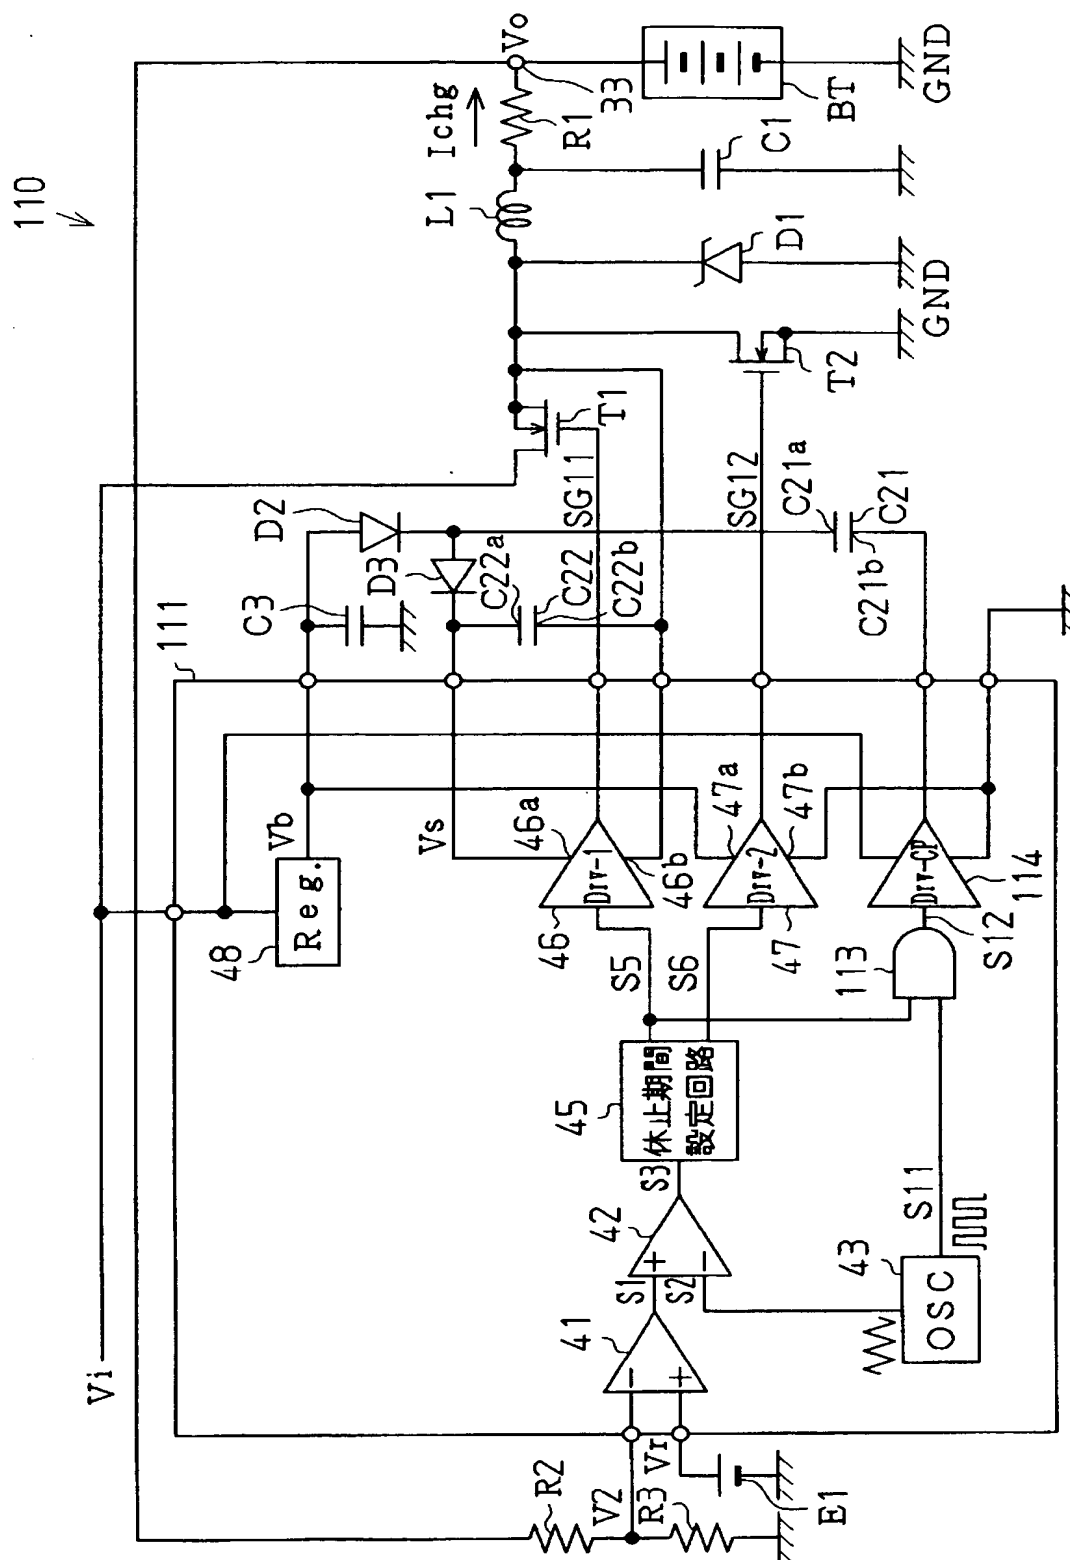 110
111
Vi
Vo
Ichg
33
R1
L1
BT
GND
C1
D1
GND
T2
T1
SG11
SG12
D2
D3
C3
C22a
C22
C22b
C21a
C21
C21b
Vb
Vs
Reg.
48
46a
46b
DIV-1
46
47a
47b
DIV-2
47
DIV-CP
114
S12
113
S5
S6
45
休止期間
設定回路
S3
42
+
-
S1
S2
41
-
+
43
OSC
S11
R2
V2
R3
Vr
E1